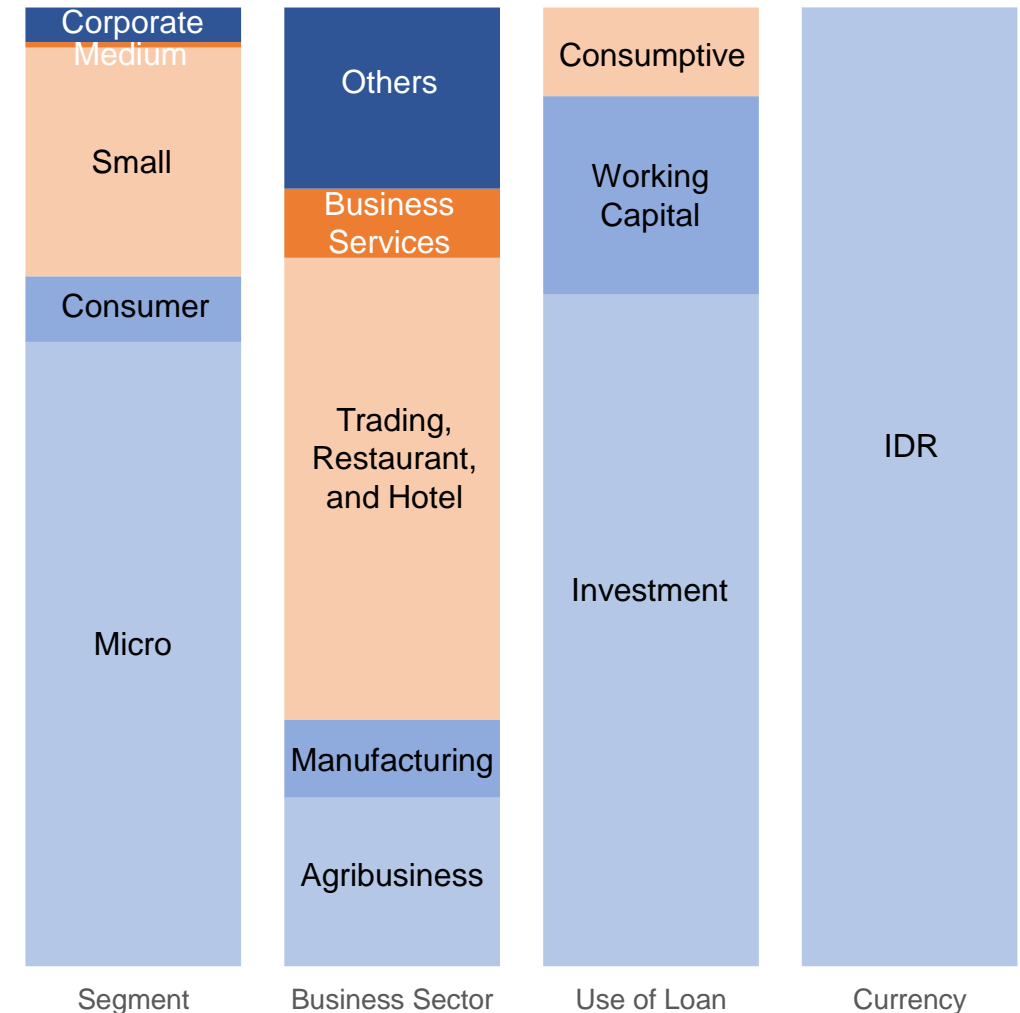 Corporate
Medium
Small
Consumer
Micro
Segment
Others
Business
Services
Trading,
Restaurant,
and Hotel
Manufacturing
Agribusiness
Business Sector
Consumptive
Working
Capital
Investment
Use of Loan
IDR
Currency